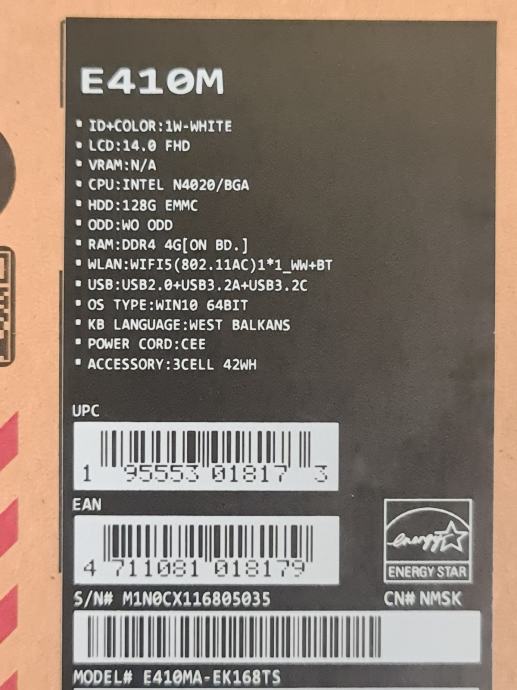 E410M
▪ ID+COLOR:1W-WHITE
▪ LCD:14.0 FHD
▪ VRAM:N/A
▪ CPU:INTEL N4020/BGA
▪ HDD:128G EMMC
▪ ODD:WO ODD
▪ RAM:DDR4 4G[ON BD.]
▪ WLAN:WIFI5(802.11AC)1*1_WW+BT
▪ USB:USB2.0+USB3.2A+USB3.2C
▪ OS TYPE:WIN10 64BIT
▪ KB LANGUAGE:WEST BALKANS
▪ POWER CORD:CEE
▪ ACCESSORY:3CELL 42WH
UPC
1 95553 01817 3
EAN
4 711081 018179
energy
ENERGY STAR
S/N# M1N0CX116805035 CN# NMSK
MODEL# E410MA-EK168TS